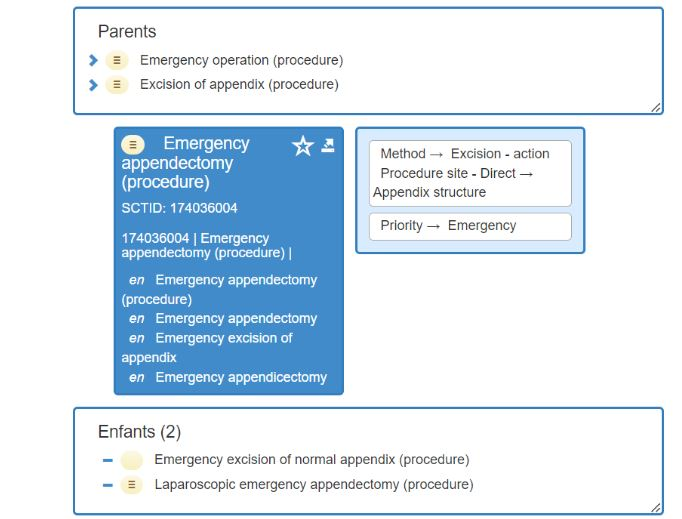 Parents
Emergency operation (procedure)
Excision of appendix (procedure)
Emergency
appendectomy
(procedure)
SCTID: 174036004
174036004 | Emergency
appendectomy (procedure) |
en Emergency appendectomy
(procedure)
en Emergency appendectomy
en Emergency excision of
appendix
en Emergency appendicectomy
Method → Excision - action
Procedure site - Direct →
Appendix structure
Priority → Emergency
Enfants (2)
Emergency excision of normal appendix (procedure)
Laparoscopic emergency appendectomy (procedure)